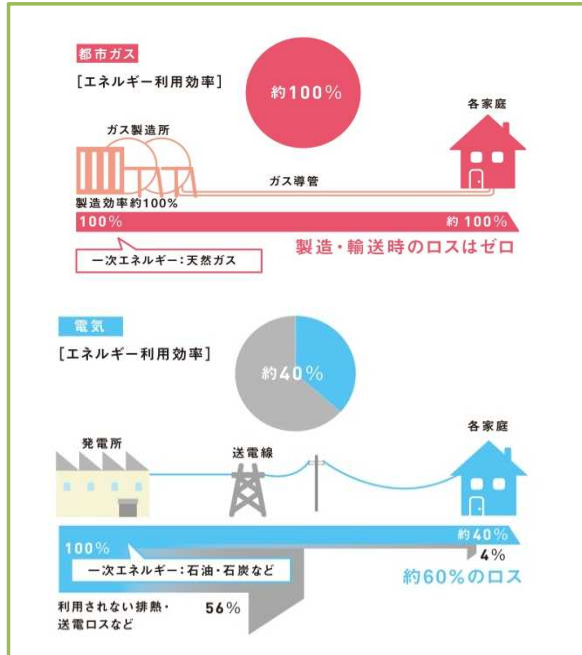 都市ガス
[エネルギー利用効率]
約100%
各家庭
ガス製造所
ガス導管
製造効率約100%
100%
約100%
製造・輸送時のロスはゼロ
一次エネルギー:天然ガス
電気
[エネルギー利用効率]
約40%
各家庭
発電所
送電線
100%
約40%
4%
一次エネルギー:石油・石炭など
約60%のロス
利用されない排熱・
送電ロスなど
56%